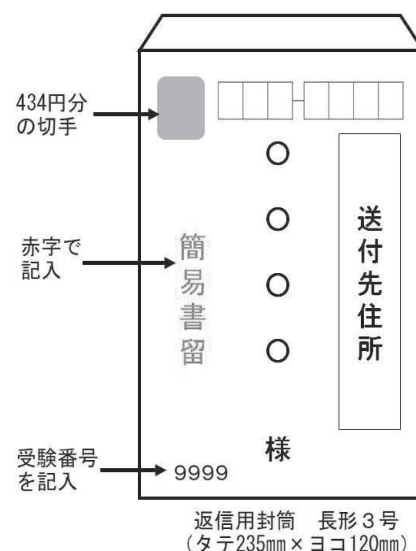 434円分
の切手
赤字で
記入
受験番号
を記入
簡易書留
○○○○様
送付先住所
9999
返信用封筒 長形3号
(タテ235mm×ヨコ120mm)